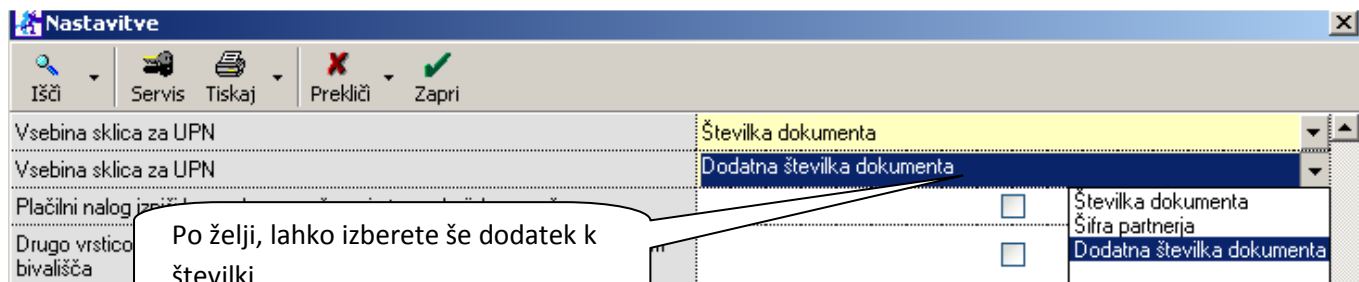 Nastavitve
Išči Servis Tiskaj Prekliči Zapri
Vsebina sklica za UPN Številka dokumenta
Vsebina sklica za UPN Dodatna številka dokumenta
Plačilni nalog
Številka dokumenta
Šifra partnerja
Dodatna številka dokumenta
Drugo vrstico
bivališča
Po želji, lahko izberete še dodatek k
številki